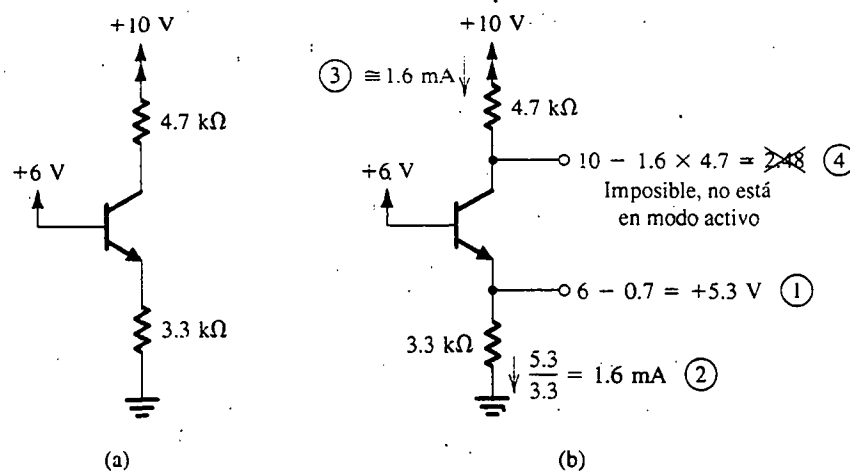 +10 V
4.7 kΩ
+6 V
3.3 kΩ
(a)
+10 V
③ ≅1.6 mA
4.7 kΩ
10 − 1.6 × 4.7 = 2.48 ④
Imposible, no está
en modo activo
+6 V
6 − 0.7 = +5.3 V ①
3.3 kΩ
5.3
3.3
= 1.6 mA ②
(b)